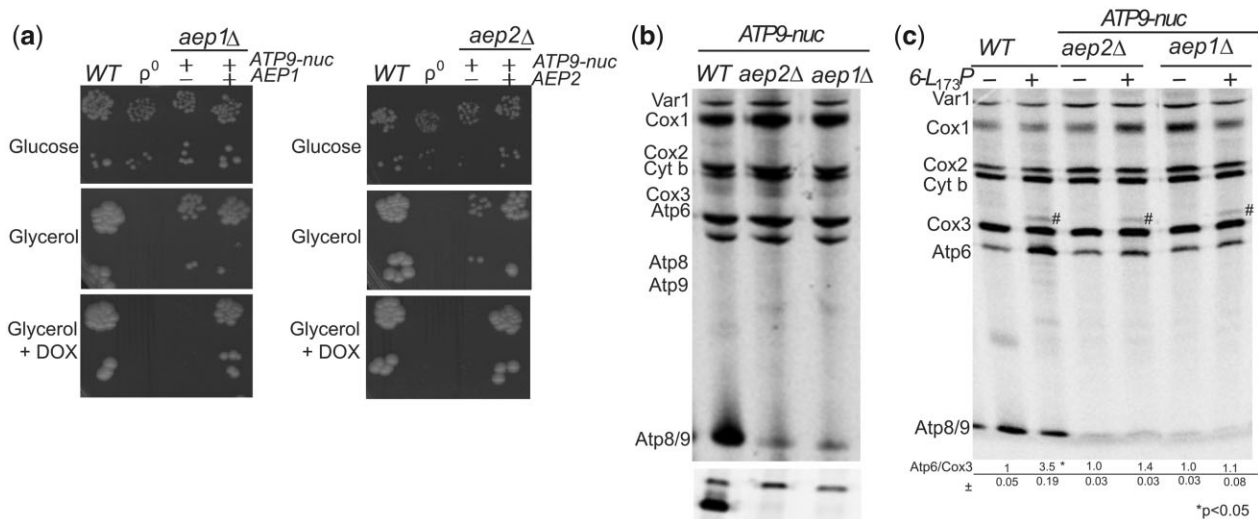 (a)
aep1Δ
WT ρ⁰ + + ATP9-nuc
− + AEP1
Glucose
Glycerol
Glycerol
+ DOX
aep2Δ
WT ρ⁰ + + ATP9-nuc
− + AEP2
Glucose
Glycerol
Glycerol
+ DOX
(b)
ATP9-nuc
WT aep2Δ aep1Δ
Var1
Cox1
Cox2
Cyt b
Cox3
Atp6
Atp8
Atp9
Atp8/9
(c)
ATP9-nuc
WT aep2Δ aep1Δ
6-L₁₇₃P − + − + − +
Var1
Cox1
Cox2
Cyt b
# # #
Cox3
Atp6
Atp8/9
Atp6/Cox3 1 3.5 * 1.0 1.4 1.0 1.1
± 0.05 0.19 0.03 0.03 0.03 0.08
*p<0.05